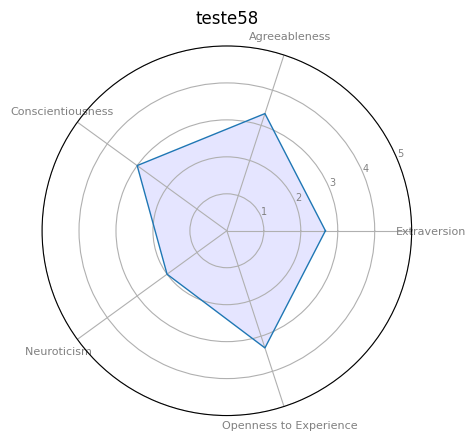 teste58
Agreeableness
Conscientiousness
5
4
3
2
1
Extraversion
Neuroticism
Openness to Experience